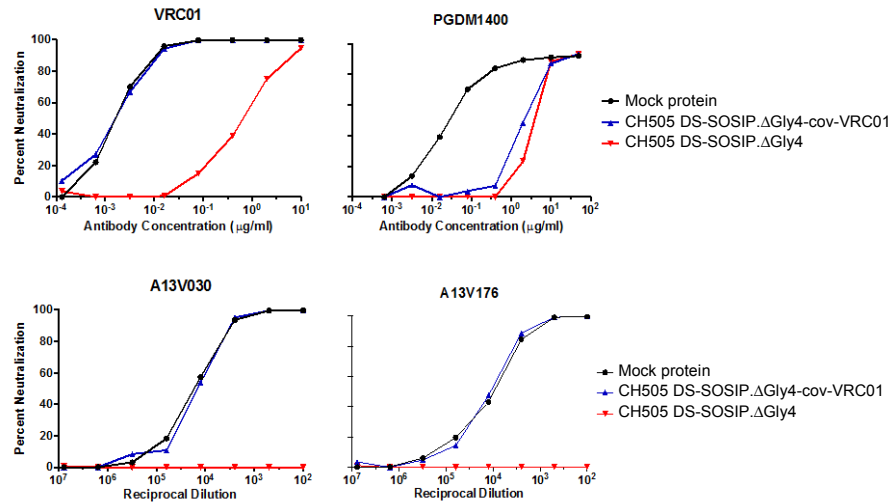 VRC01
PGDM1400
Percent Neutralization
100
80
60
40
20
0
10-4
10-3
10-2
10-1
100
101
Antibody Concentration (µg/ml)
10-4
10-3
10-2
10-1
100
101
102
Antibody Concentration (µg/ml)
Mock protein
CH505 DS-SOSIP.ΔGly4-cov-VRC01
CH505 DS-SOSIP.ΔGly4
A13V030
A13V176
Percent Neutralization
100
80
60
40
20
0
107
106
105
104
103
102
Reciprocal Dilution
107
106
105
104
103
102
Reciprocal Dilution
Mock protein
CH505 DS-SOSIP.ΔGly4-cov-VRC01
CH505 DS-SOSIP.ΔGly4